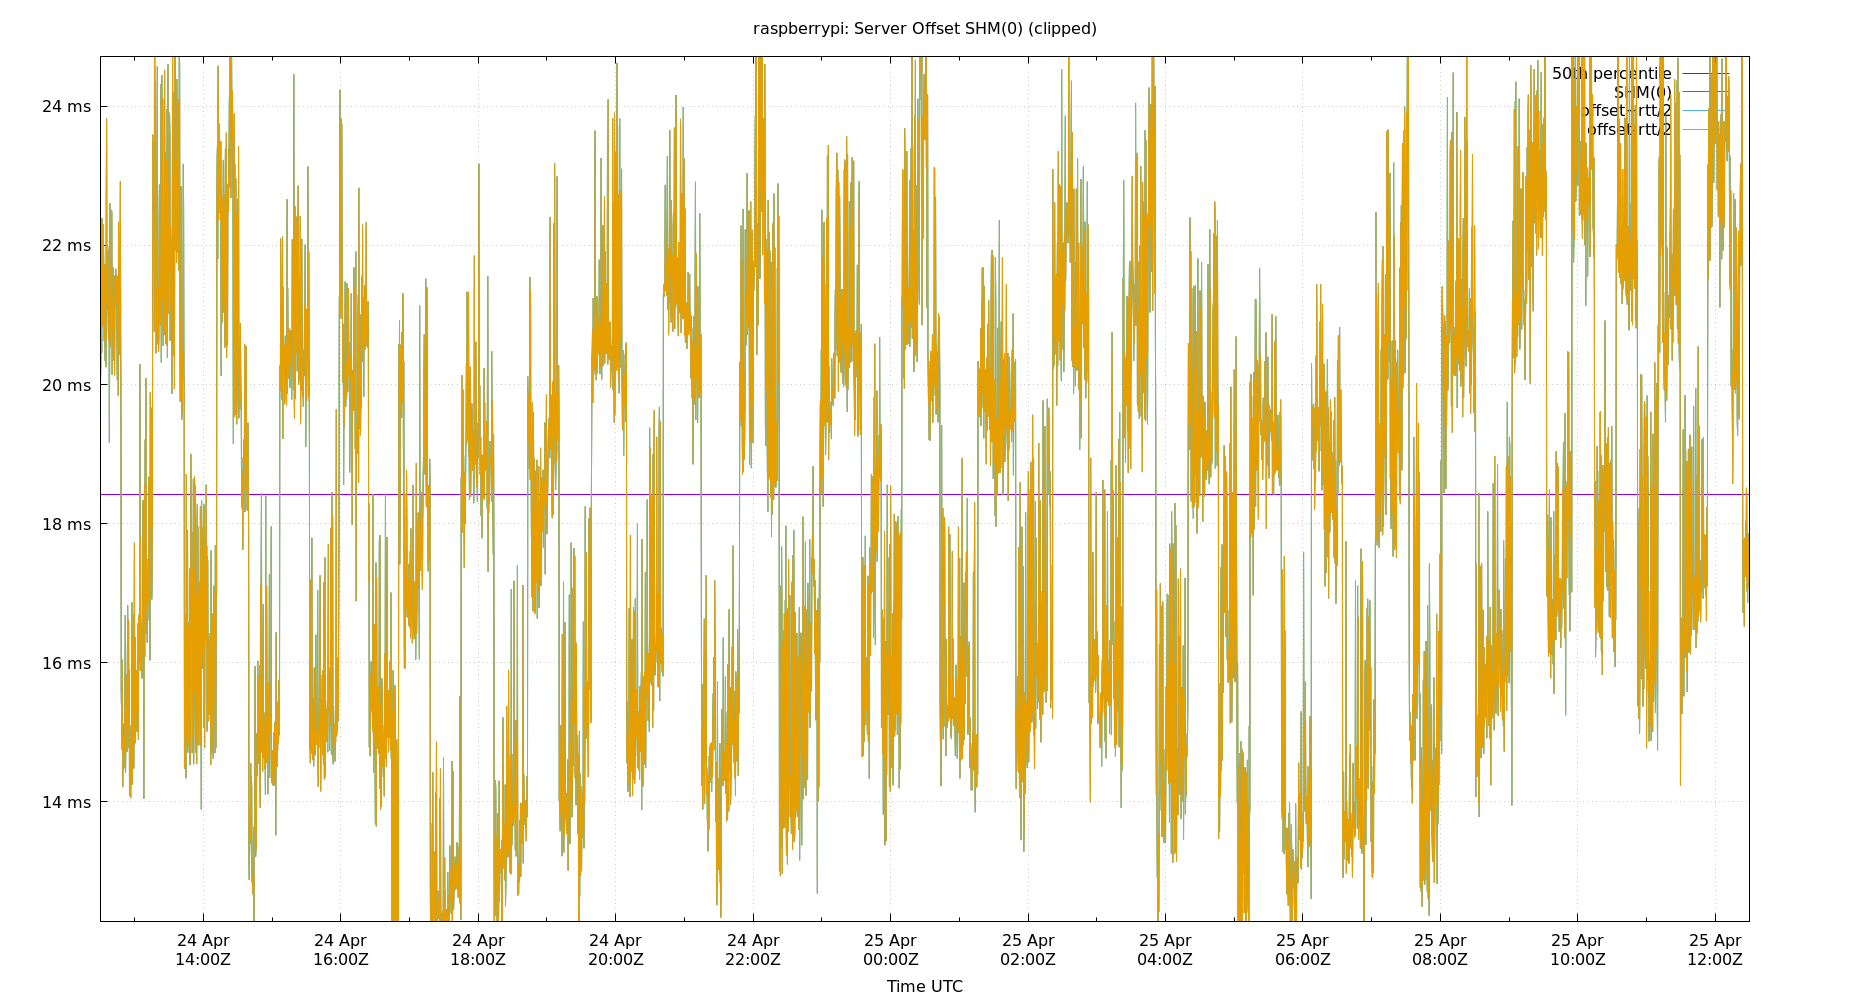 raspberrypi: Server Offset SHM(0) (clipped)
50th percentile
SHM(0)
offset+rtt/2
offset-rtt/2
24 ms
22 ms
20 ms
18 ms
16 ms
14 ms
24 Apr 24 Apr 24 Apr 24 Apr 24 Apr 25 Apr 25 Apr 25 Apr 25 Apr 25 Apr 25 Apr 25 Apr
14:00Z 16:00Z 18:00Z 20:00Z 22:00Z 00:00Z 02:00Z 04:00Z 06:00Z 08:00Z 10:00Z 12:00Z
Time UTC